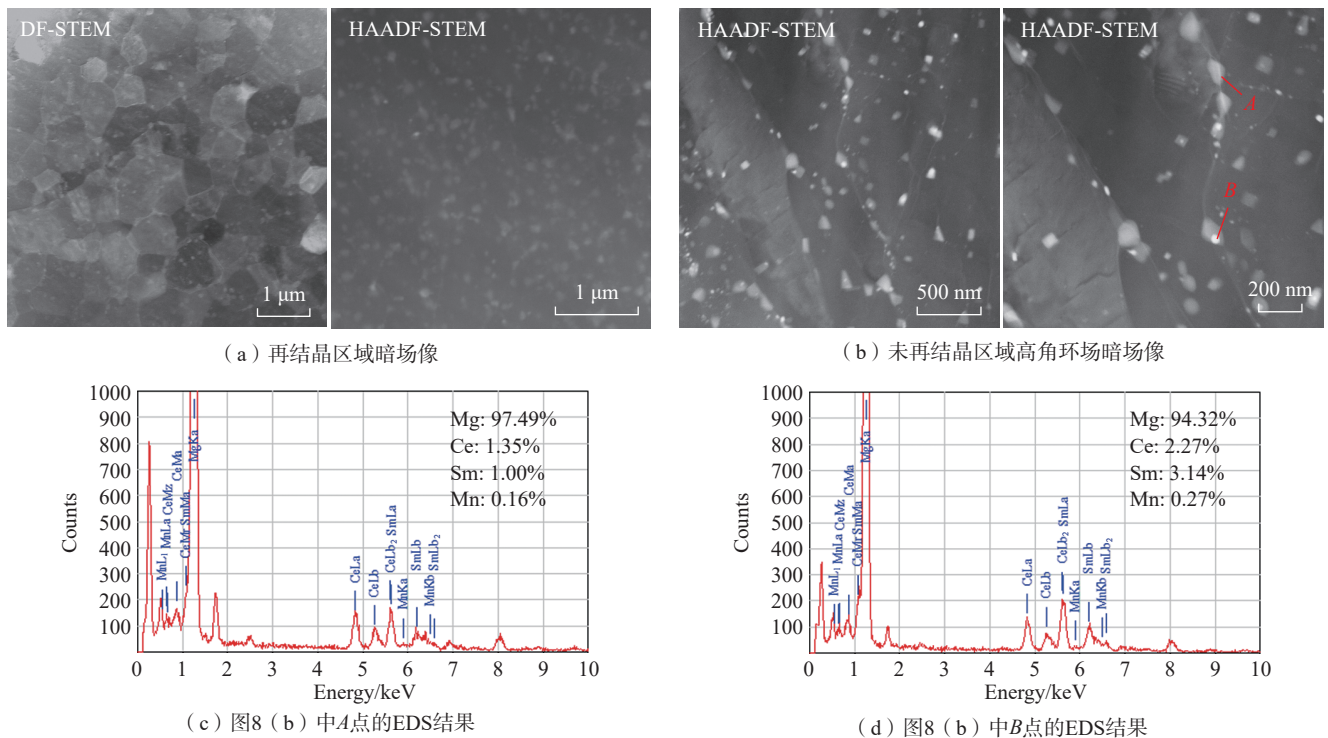 DF-STEM
HAADF-STEM
1 μm
1 μm
(a)再结晶区域暗场像
HAADF-STEM
HAADF-STEM
A
B
500 nm
200 nm
(b)未再结晶区域高角环场暗场像
1000
900
800
700
600
500
400
300
200
100
Counts
MnL₁
MnLa
CeMz
CeMa
CeMr
SmMa
MgKa
Mg: 97.49%
Ce: 1.35%
Sm: 1.00%
Mn: 0.16%
CeLa
CeLb
CeLb₂
SmLa
MnKa
SmLb
MnKb
SmLb₂
0 1 2 3 4 5 6 7 8 9 10
Energy/keV
(c)图8(b)中A点的EDS结果
1000
900
800
700
600
500
400
300
200
100
Counts
MnL₁
MnLa
CeMz
CeMa
CeMr
SmMa
MgKa
Mg: 94.32%
Ce: 2.27%
Sm: 3.14%
Mn: 0.27%
CeLa
CeLb
CeLb₂
SmLa
MnKa
SmLb
MnKb
SmLb₂
0 1 2 3 4 5 6 7 8 9 10
Energy/keV
(d)图8(b)中B点的EDS结果